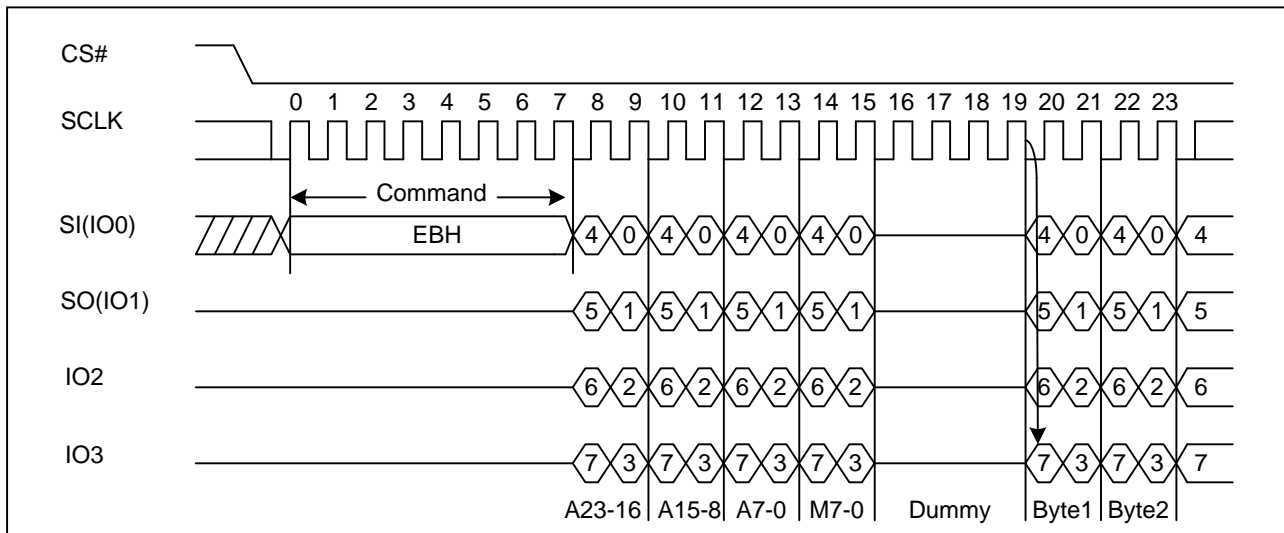 CS#
0 1 2 3 4 5 6 7 8 9 10 11 12 13 14 15 16 17 18 19 20 21 22 23
SCLK
Command
SI(IO0) EBH 4 0 4 0 4 0 4 0 4 0 4 0 4
SO(IO1) 5 1 5 1 5 1 5 1 5 1 5 1 5
IO2 6 2 6 2 6 2 6 2 6 2 6 2 6
IO3 7 3 7 3 7 3 7 3 7 3 7 3 7
A23-16 A15-8 A7-0 M7-0 Dummy Byte1 Byte2